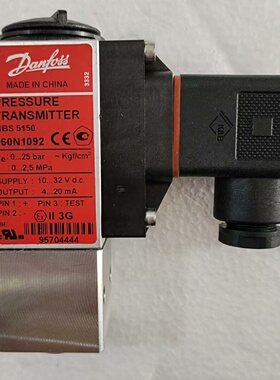 Danfoss
MADE IN CHINA
3332
PRESSURE
TRANSMITTER
MBS 5150
060N1092
0...25 bar ~ Kgf/cm²
0...2,5 MPa
SUPPLY : 10...32 v d.c.
OUTPUT : 4...20 mA
PIN 1 : + PIN 3 : TEST
PIN 2 : - Ex II 3G
95704444